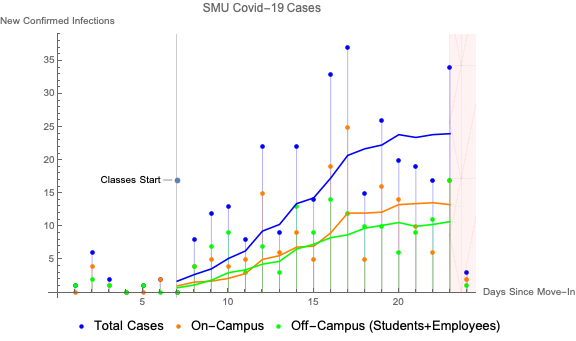 SMU Covid-19 Cases
New Confirmed Infections
35
30
25
20
Classes Start
15
10
5
5 10 15 20 Days Since Move-In
Total Cases On-Campus Off-Campus (Students+Employees)